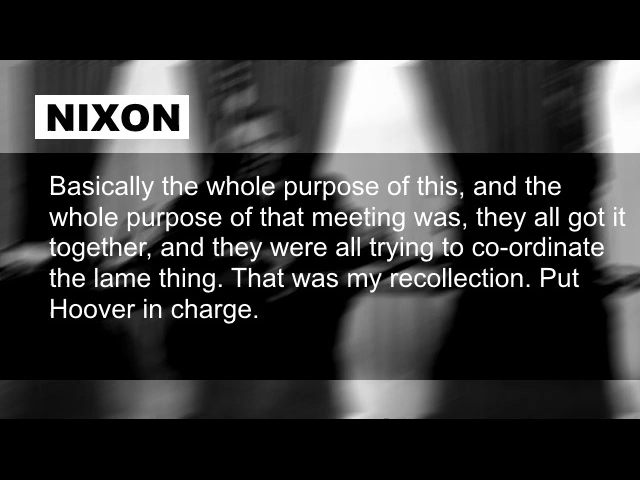 NIXON
Basically the whole purpose of this, and the
whole purpose of that meeting was, they all got it
together, and they were all trying to co-ordinate
the lame thing. That was my recollection. Put
Hoover in charge.